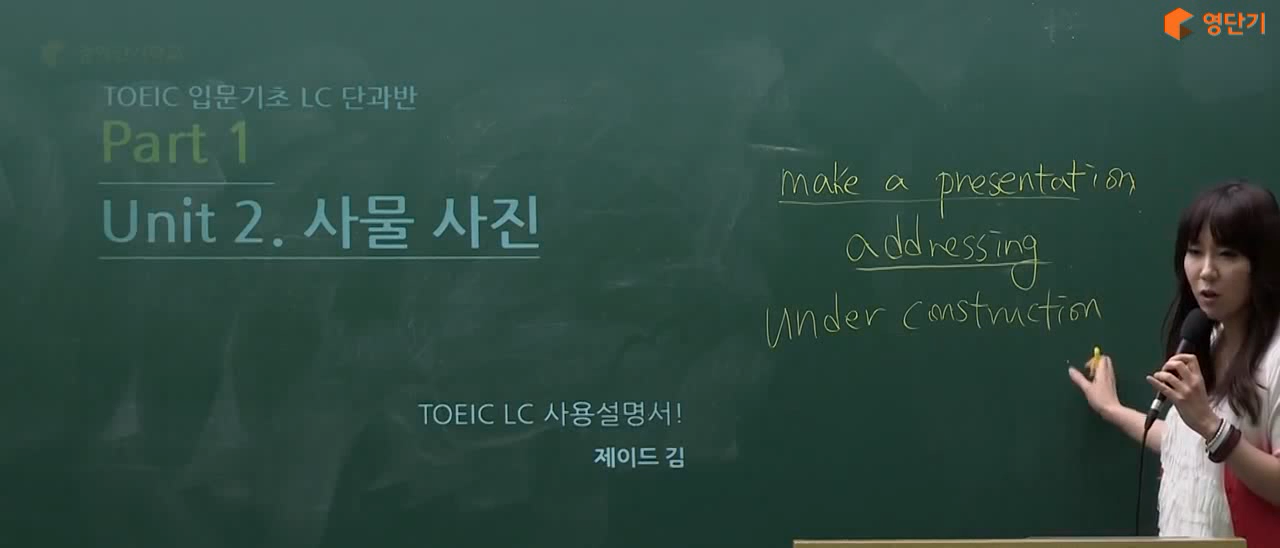 영단기
TOEIC 입문기초 LC 단과반
Part 1
Unit 2. 사물 사진
make a presentation
addressing
under construction
TOEIC LC 사용설명서!
제이드 김